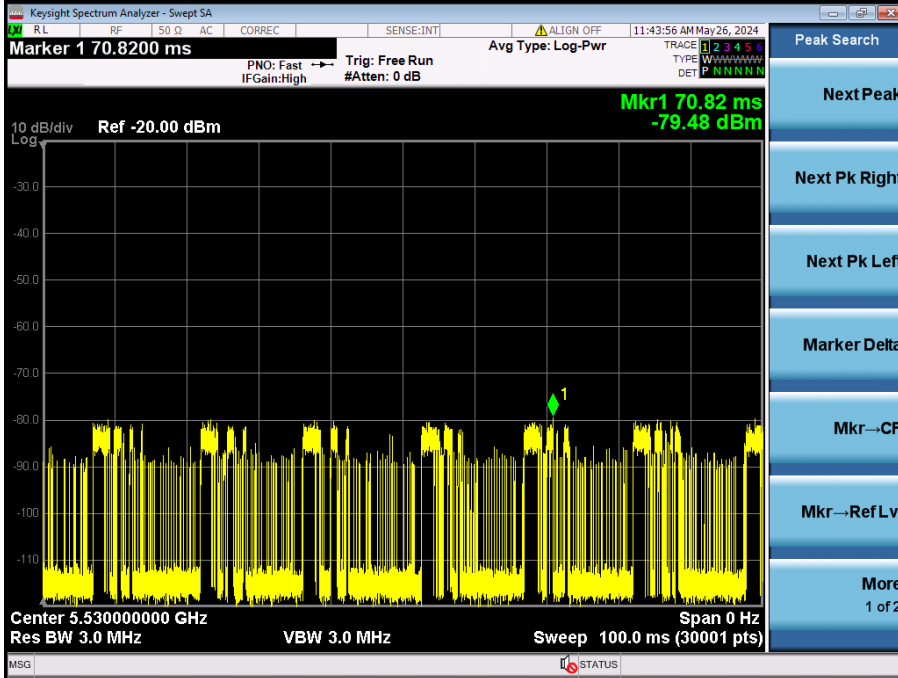 Keysight Spectrum Analyzer - Swept SA
LXI RL RF 50 Ω AC CORREC SENSE:INT ALIGN OFF 11:43:56 AM May 26, 2024
Marker 1 70.8200 ms
PNO: Fast
IFGain:High
Trig: Free Run
#Atten: 0 dB
Avg Type: Log-Pwr
TRACE 1 2 3 4 5 6
TYPE WWWWWW
DET P N N N N N
Peak Search
Mkr1 70.82 ms
-79.48 dBm
10 dB/div Ref -20.00 dBm
Log
-30.0
-40.0
-50.0
-60.0
-70.0
-80.0
-90.0
-100
-110
1
Center 5.530000000 GHz Span 0 Hz
Res BW 3.0 MHz VBW 3.0 MHz Sweep 100.0 ms (30001 pts)
MSG STATUS
Next Peak
Next Pk Right
Next Pk Left
Marker Delta
Mkr→CF
Mkr→Ref Lv
More
1 of 2